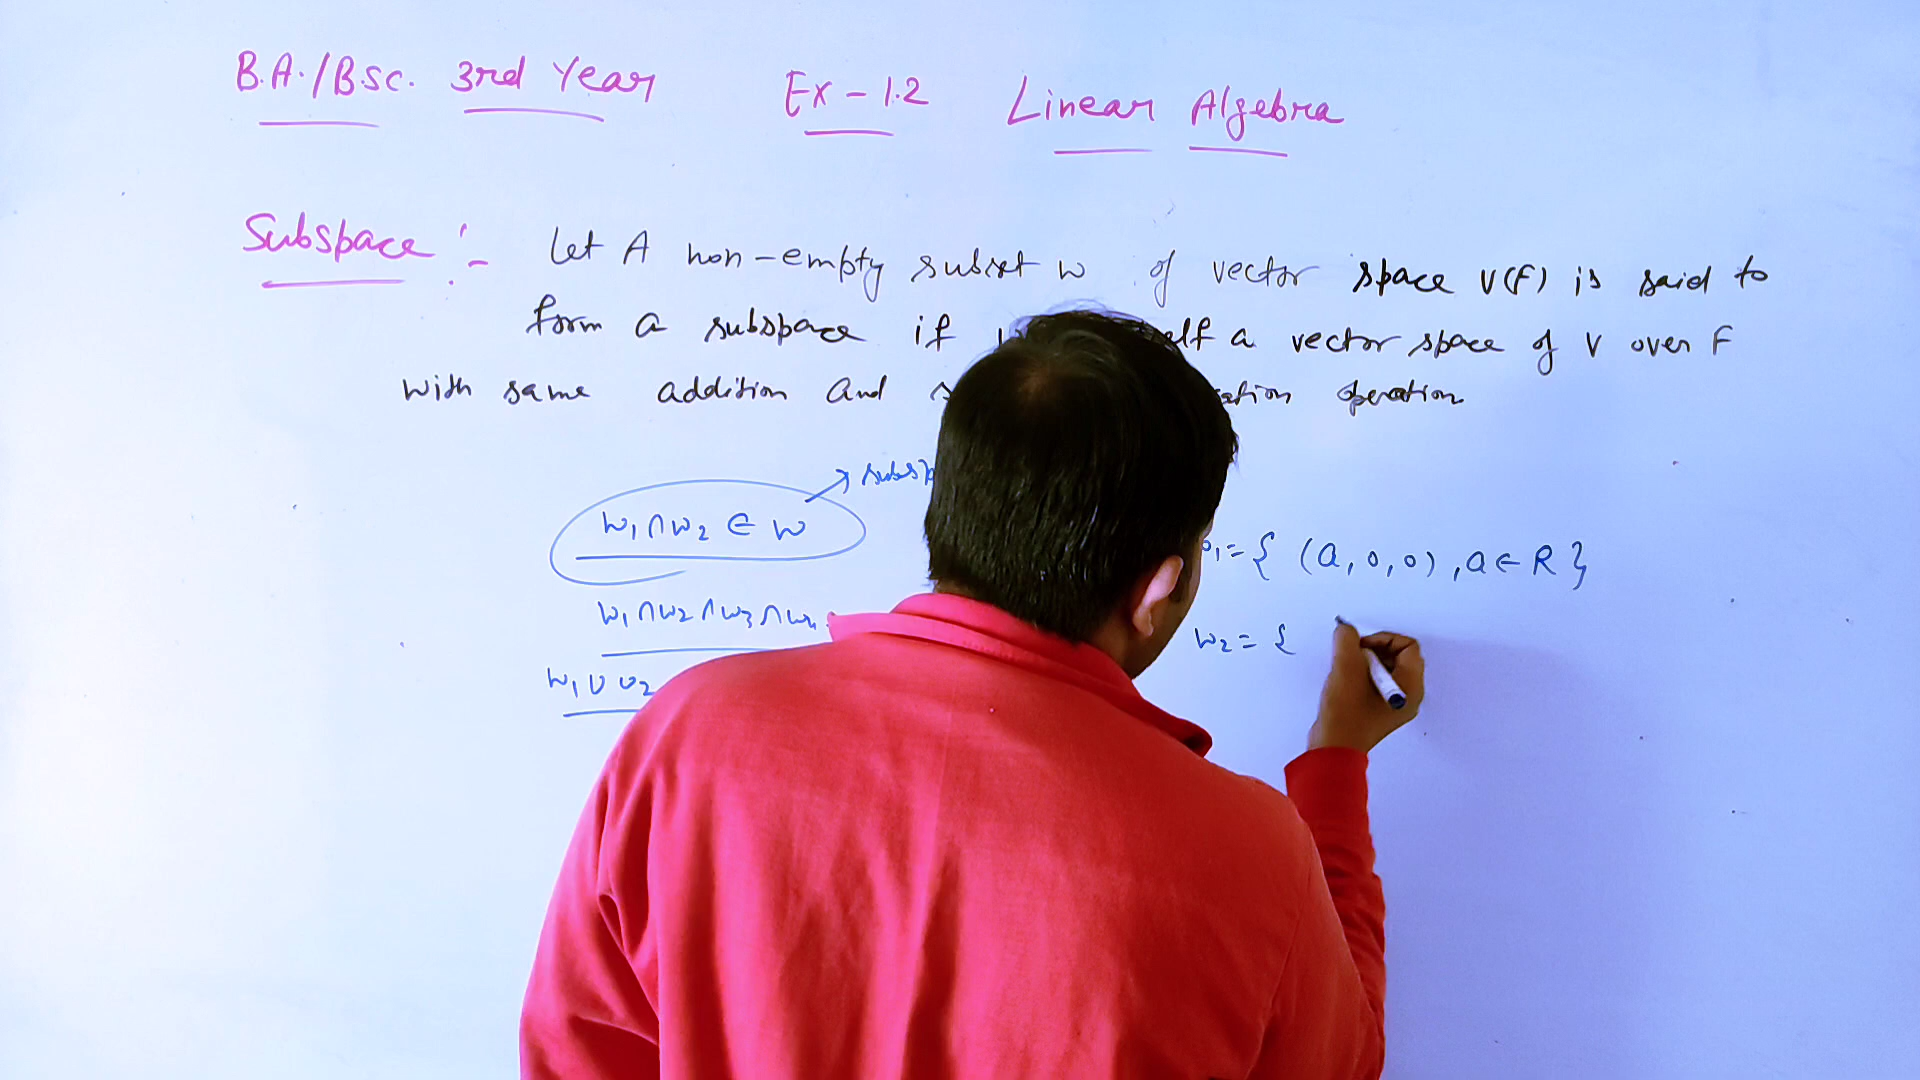 B.A./B.sc. 3rd Year Ex-1.2 Linear Algebra
Subspace :- Let A non-empty subset w of vector space V(F) is said to
form a subspace if a vector space of V over F
with same addition and operation
w₁∩w₂ ∈ w
w₁∩w₂∩w₃∩w₄
w₁∪w₂
= { (a,0,0), a∈R}
w₂ = {